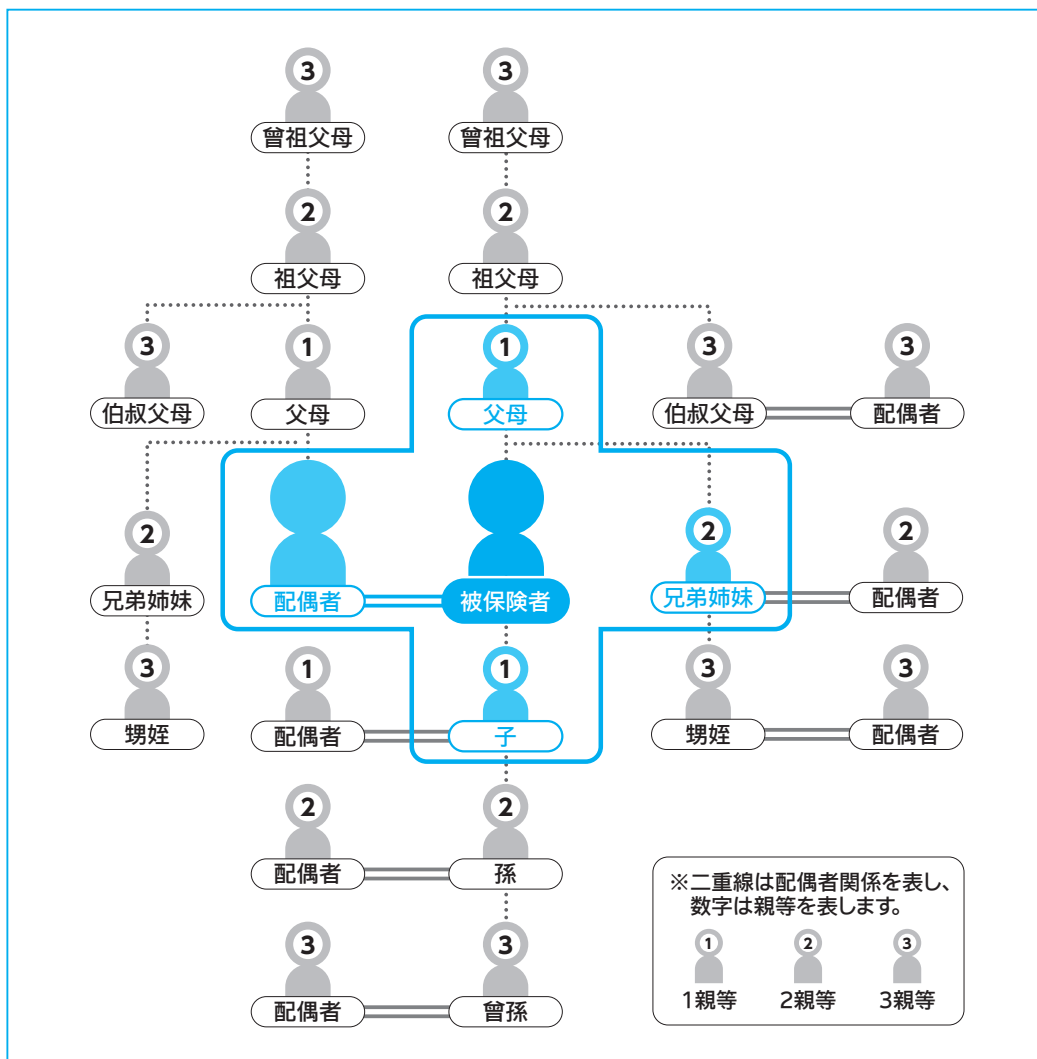 3
3
曾祖父母
曾祖父母
2
2
祖父母
祖父母
3
1
1
3
3
伯叔父母
父母
父母
伯叔父母
配偶者
2
2
2
兄弟姉妹
配偶者
被保険者
兄弟姉妹
配偶者
3
1
1
3
3
甥姪
配偶者
子
甥姪
配偶者
2
2
配偶者
孫
3
3
配偶者
曾孫
※二重線は配偶者関係を表し、
数字は親等を表します。
1
2
3
1親等
2親等
3親等